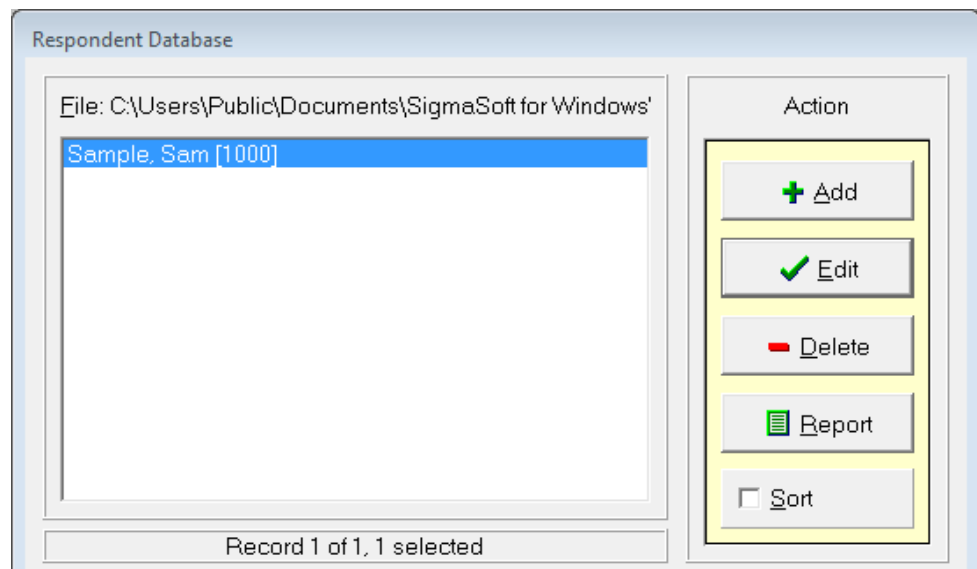 Respondent Database
File: C:\Users\Public\Documents\SigmaSoft for Windows'
Sample, Sam [1000]
Record 1 of 1, 1 selected
Action
Add
Edit
Delete
Report
Sort